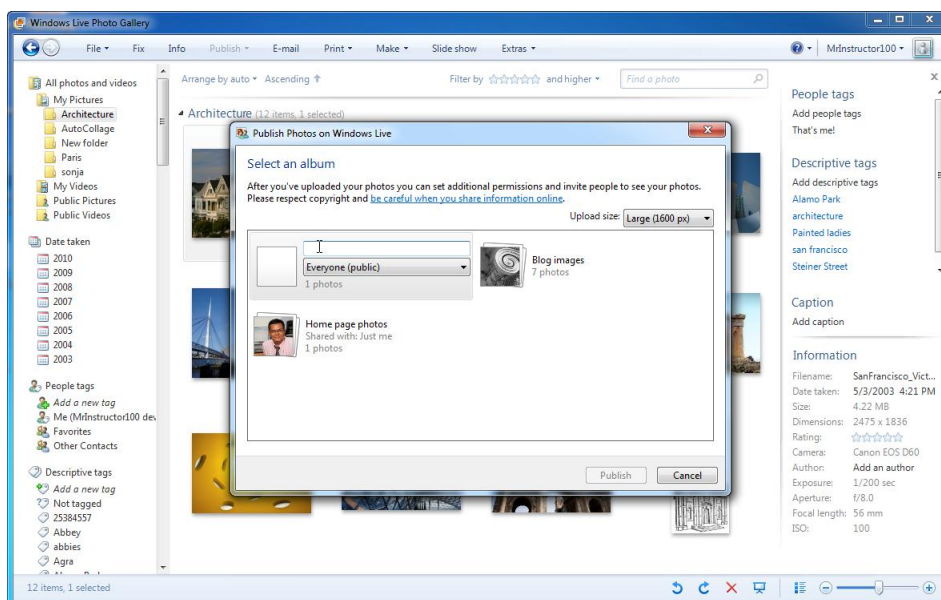 Windows Live Photo Gallery
File Fix Info Publish E-mail Print Make Slide show Extras MrInstructor100
All photos and videos
My Pictures
Architecture
AutoCollage
New folder
Paris
sonja
My Videos
Public Pictures
Public Videos
Date taken
2010
2009
2008
2007
2006
2005
2004
2003
People tags
Add a new tag
Me (MrInstructor100 dev
Favorites
Other Contacts
Descriptive tags
Add a new tag
Not tagged
25384557
Abbey
abbies
Agra
12 items, 1 selected
Arrange by auto Ascending Filter by and higher Find a photo
Architecture (12 items, 1 selected)
Publish Photos on Windows Live
Select an album
After you've uploaded your photos you can set additional permissions and invite people to see your photos.
Please respect copyright and be careful when you share information online.
Upload size: Large (1600 px)
Everyone (public)
1 photos
Blog images
7 photos
Home page photos
Shared with: Just me
1 photos
Publish Cancel
People tags
Add people tags
That's me!
Descriptive tags
Add descriptive tags
Alamo Park
architecture
Painted ladies
san francisco
Steiner Street
Caption
Add caption
Information
Filename: SanFrancisco_Vict...
Date taken: 5/3/2003 4:21 PM
Size: 4.22 MB
Dimensions: 2475 x 1836
Rating:
Camera: Canon EOS D60
Author: Add an author
Exposure: 1/200 sec
Aperture: f/8.0
Focal length: 56 mm
ISO: 100